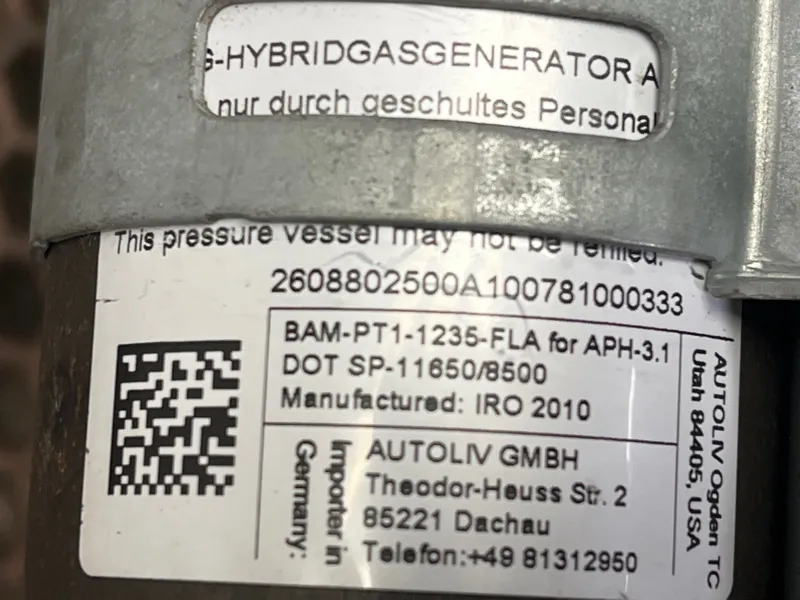 G-HYBRIDGASGENERATOR A
nur durch geschultes Personal
This pressure vessel may not be refilled.
2608802500A100781000333
BAM-PT1-1235-FLA for APH-3.1
DOT SP-11650/8500
Manufactured: IRO 2010
AUTOLIV Ogden TC
Utah 84405, USA
Importer in
Germany:
AUTOLIV GMBH
Theodor-Heuss Str. 2
85221 Dachau
Telefon:+49 81312950